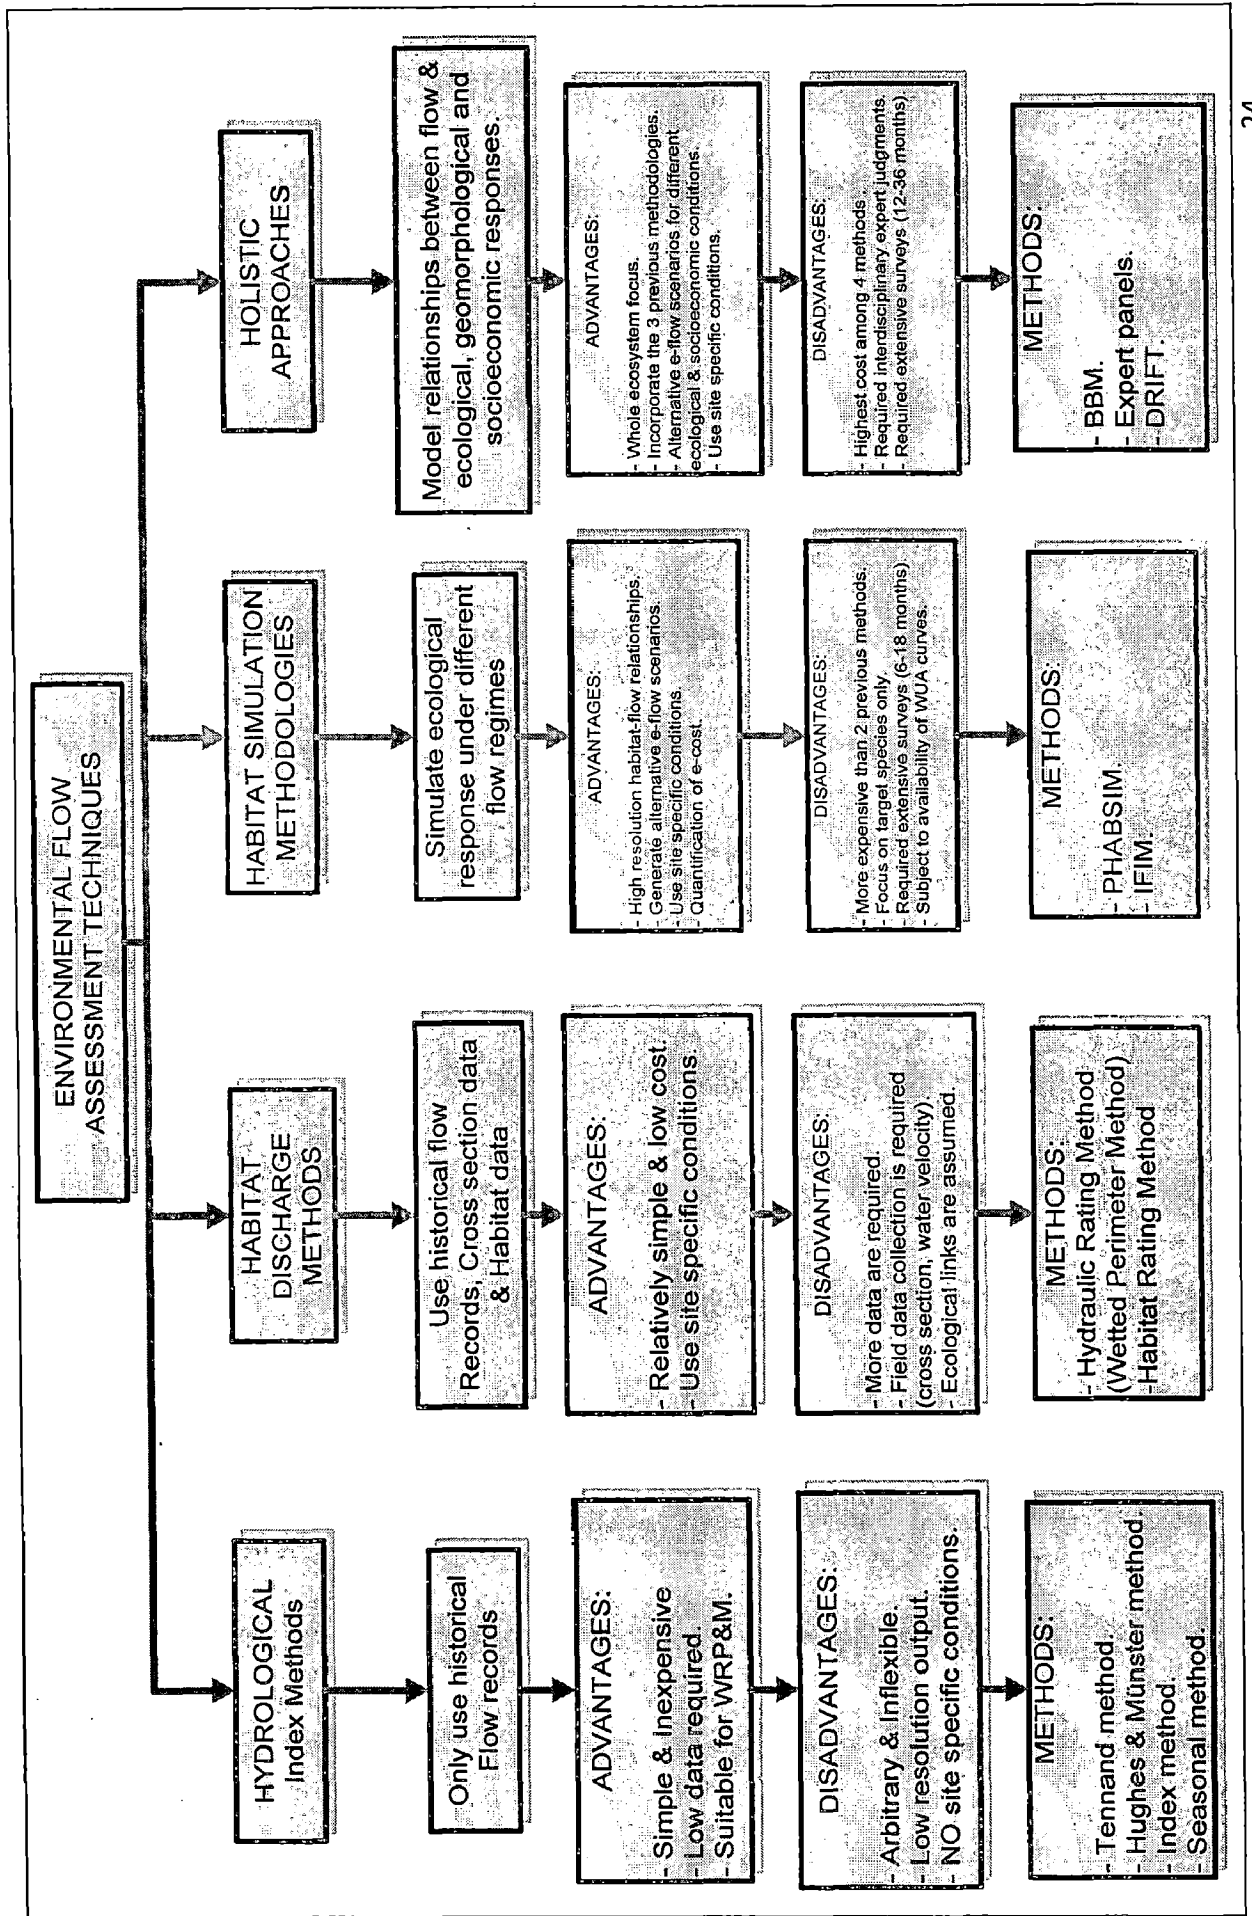 ENVIRONMENTAL FLOW
ASSESSMENT TECHNIQUES
HYDROLOGICAL
Index Methods
Only use historical
Flow records
ADVANTAGES:
- Simple & Inexpensive
- Low data required.
- Suitable for WRP&M.
DISADVANTAGES:
- Arbitrary & Inflexible.
- Low resolution output.
- NO site specific conditions.
METHODS:
- Tennand method.
- Hughes & Munster method.
- Index method.
- Seasonal method.
HABITAT
DISCHARGE
METHODS
Use historical flow
Records, Cross section data
& Habitat data
ADVANTAGES:
- Relatively simple & low cost.
- Use site specific conditions.
DISADVANTAGES:
- More data are required.
- Field data collection is required
(cross section, water velocity).
- Ecological links are assumed.
METHODS:
- Hydraulic Rating Method
(Wetted Perimeter Method)
- Habitat Rating Method
HABITAT SIMULATION
METHODOLOGIES
Simulate ecological
response under different
flow regimes
ADVANTAGES:
- High resolution habitat-flow relationships.
- Generate alternative e-flow scenarios.
- Use site specific conditions.
- Quantification of e-cost.
DISADVANTAGES:
- More expensive than 2 previous methods.
- Focus on target species only.
- Required extensive surveys (6-18 months).
- Subject to availability of WUA curves.
METHODS:
- PHABSIM.
- IFIM.
HOLISTIC
APPROACHES
Model relationships between flow &
ecological, geomorphological and
socioeconomic responses.
ADVANTAGES:
- Whole ecosystem focus.
- Incorporate the 3 previous methodologies.
- Alternative e-flow scenarios for different
ecological & socioeconomic conditions.
- Use site specific conditions.
DISADVANTAGES:
- Highest cost among 4 methods.
- Required interdisciplinary expert judgments.
- Required extensive surveys (12-36 months).
METHODS:
- BBM.
- Expert panels.
- DRIFT.